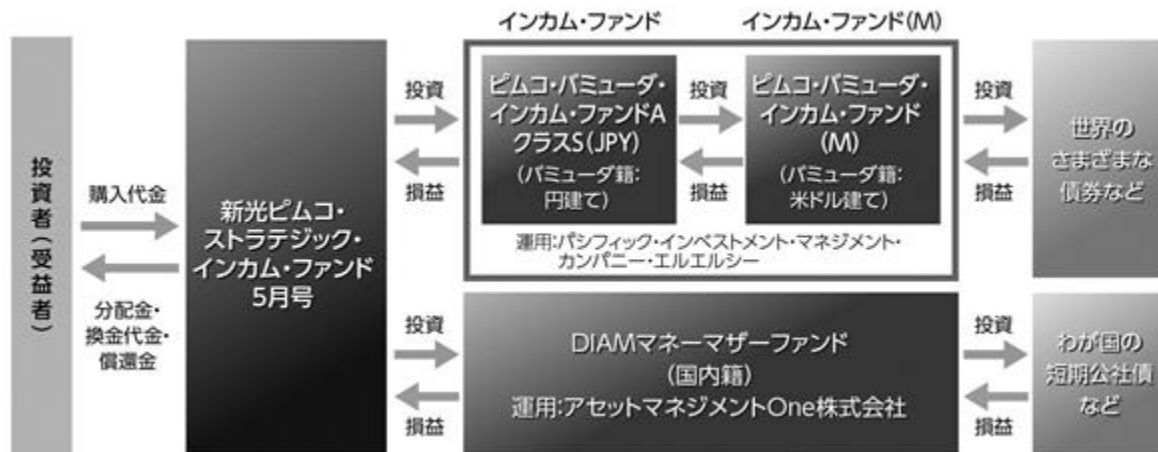 投資者（受益者）
購入代金
分配金・
換金代金・
償還金
新光ピムコ・
ストラテジック・
インカム・ファンド
5月号
投資
損益
インカム・ファンド
インカム・ファンド(M)
ピムコ・バミューダ・
インカム・ファンドA
クラスS(JPY)
(バミューダ籍:
円建て)
投資
損益
ピムコ・バミューダ・
インカム・ファンド
(M)
(バミューダ籍:
米ドル建て)
運用:パシフィック・インベストメント・マネジメント・
カンパニー・エルエルシー
投資
損益
世界の
さまざまな
債券など
投資
損益
DIAMマネーマザーファンド
(国内籍)
運用:アセットマネジメントOne株式会社
投資
損益
わが国の
短期公社債
など